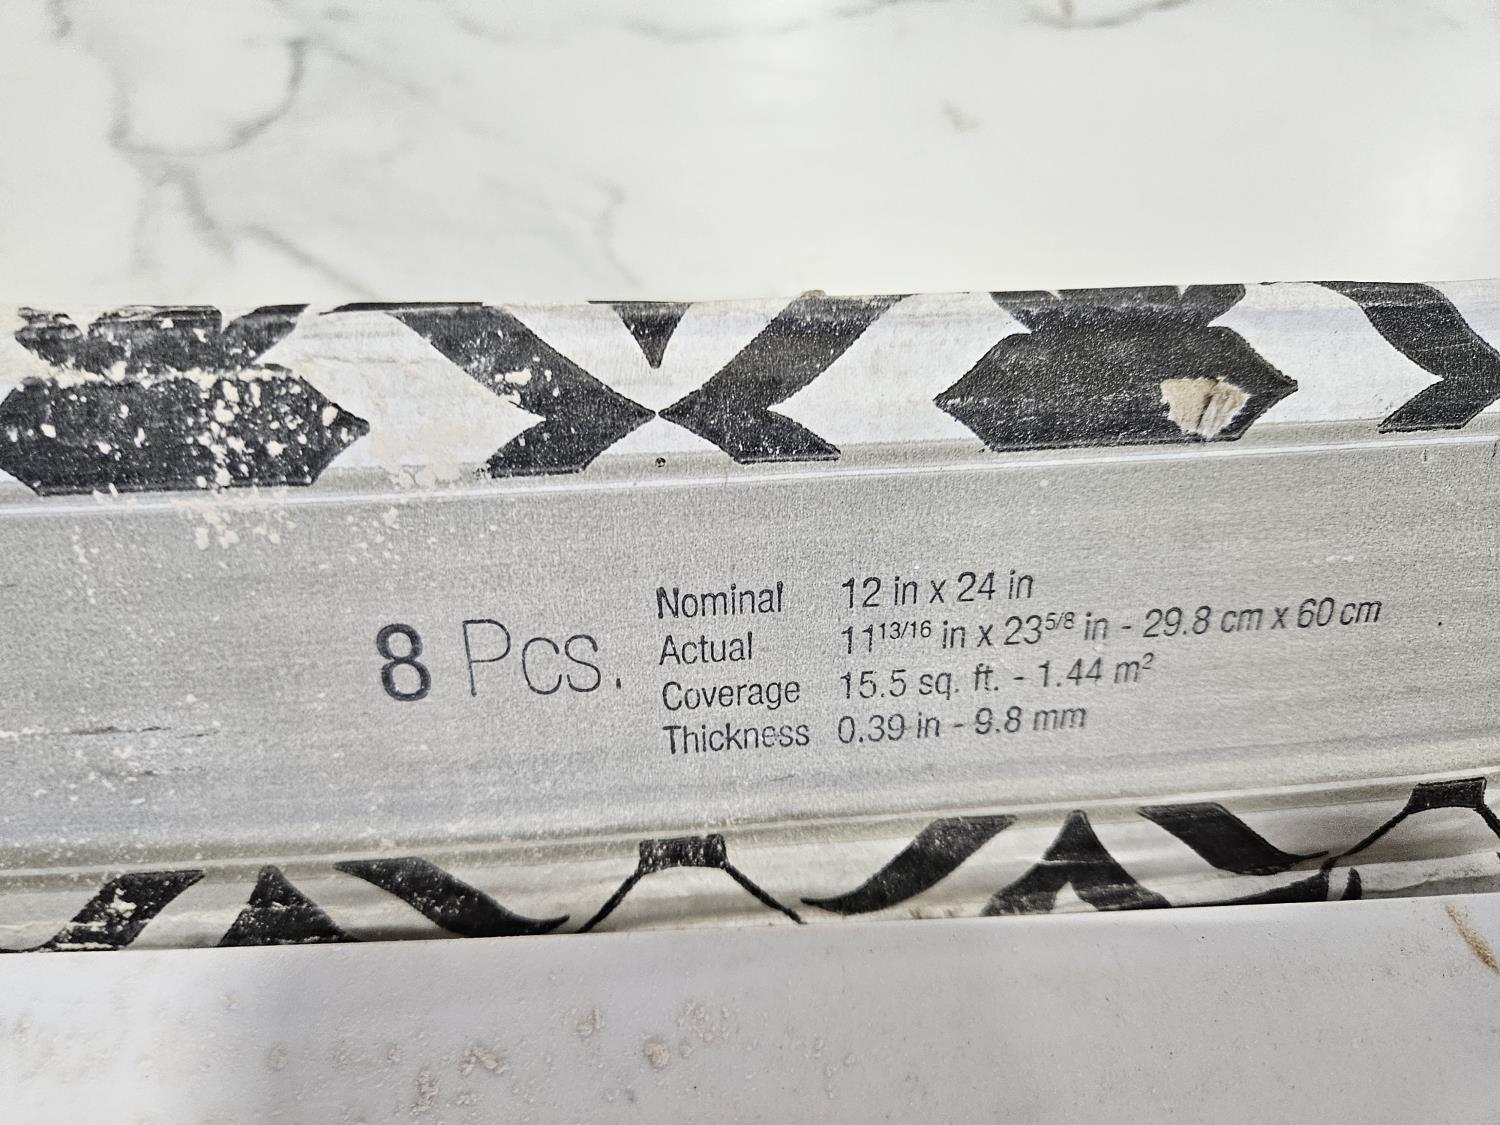 8 Pcs.
Nominal 12 in x 24 in
Actual 11 13/16 in x 23 5/8 in - 29.8 cm x 60 cm
Coverage 15.5 sq. ft. - 1.44 m²
Thickness 0.39 in - 9.8 mm